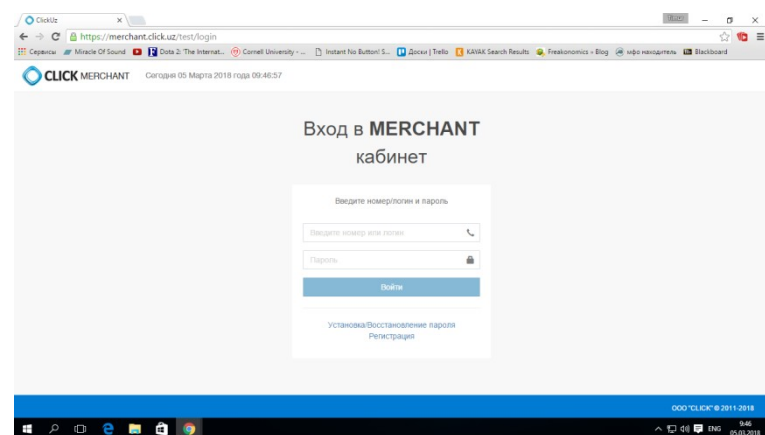 ClickUz
https://merchant.click.uz/test/login
Сервисы Miracle Of Sound Dota 2: The Internat... Cornell University - ... Instant No Button! S... Доски | Trello KAYAK Search Results Freakonomics » Blog мфо находитель Blackboard
CLICK MERCHANT Сегодня 05 Марта 2018 года 09:46:57
Вход в MERCHANT
кабинет
Введите номер/логин и пароль
Введите номер или логин
Пароль
Войти
Установка/Восстановление пароля
Регистрация
ООО "CLICK" © 2011-2018
ENG 9:46
05.03.2018